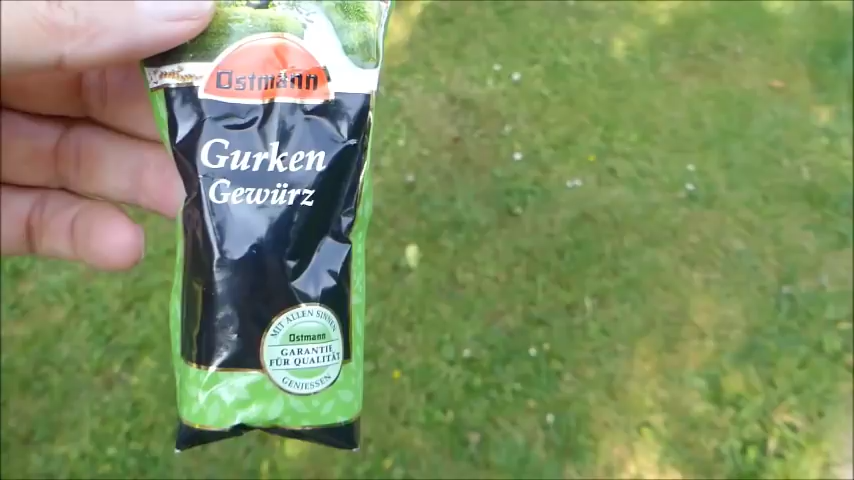 Ostmann
Gurken
Gewürz
MIT ALLEN SINNEN
Ostmann
GARANTIE
FÜR QUALITÄT
GENIESSEN